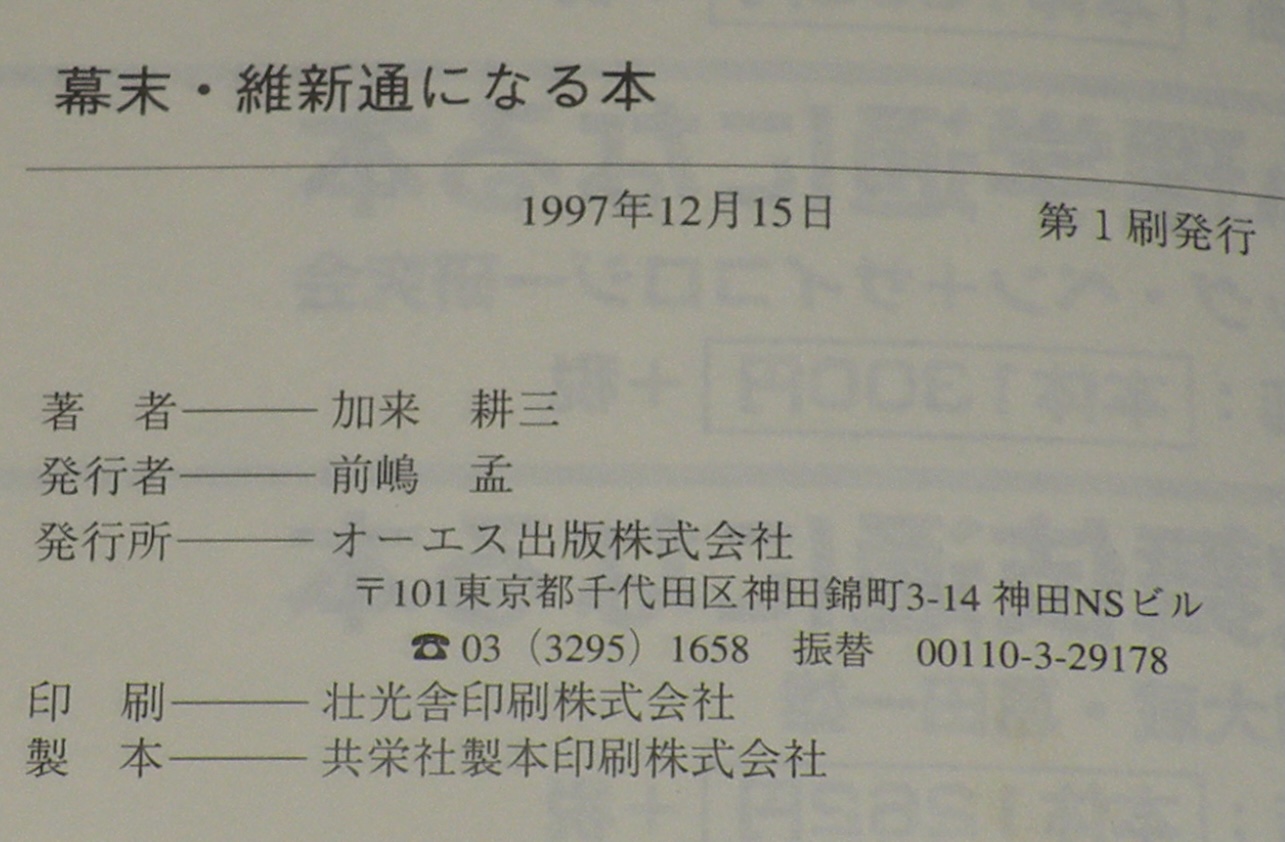 幕末・維新通になる本
1997年12月15日 第1刷発行
著 者――― 加来 耕三
発行者――― 前嶋 孟
発行所――― オーエス出版株式会社
〒101東京都千代田区神田錦町3-14 神田NSビル
☎03（3295）1658 振替 00110-3-29178
印 刷――― 壮光舎印刷株式会社
製 本――― 共栄社製本印刷株式会社